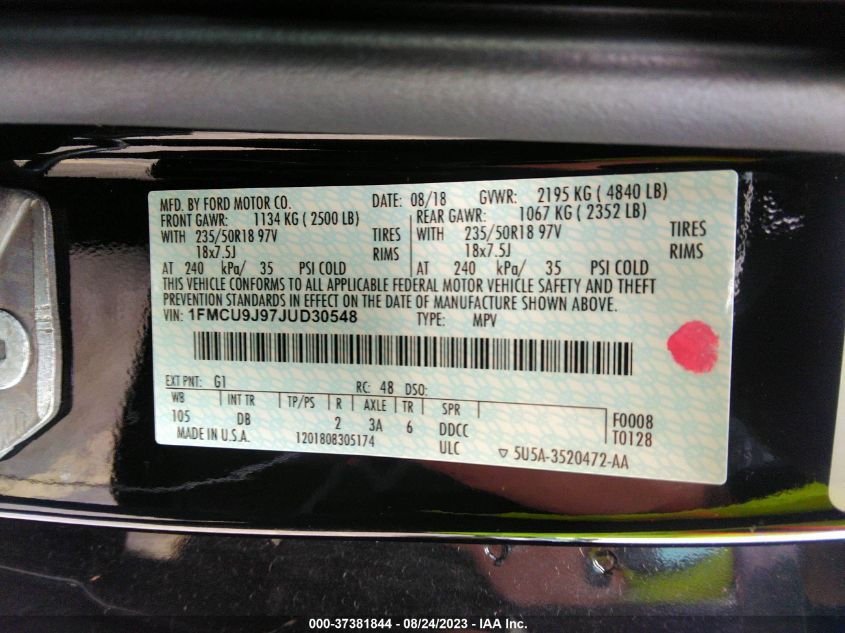 MFD. BY FORD MOTOR CO. DATE: 08/18 GVWR: 2195 KG ( 4840 LB)
FRONT GAWR: 1134 KG ( 2500 LB) REAR GAWR: 1067 KG ( 2352 LB)
WITH 235/50R18 97V TIRES WITH 235/50R18 97V TIRES
18x7.5J RIMS 18x7.5J RIMS
AT 240 kPa/ 35 PSI COLD AT 240 kPa/ 35 PSI COLD
THIS VEHICLE CONFORMS TO ALL APPLICABLE FEDERAL MOTOR VEHICLE SAFETY AND THEFT
PREVENTION STANDARDS IN EFFECT ON THE DATE OF MANUFACTURE SHOWN ABOVE.
VIN: 1FMCU9J97JUD30548 TYPE: MPV
EXT PNT: G1 RC: 48 DSO:
WB INT TR TP/PS R AXLE TR SPR
105 DB 2 3A 6 DDCC F0008
MADE IN U.S.A. 1201808305174 ULC T0128
5U5A-3520472-AA
000-37381844 - 08/24/2023 - IAA Inc.